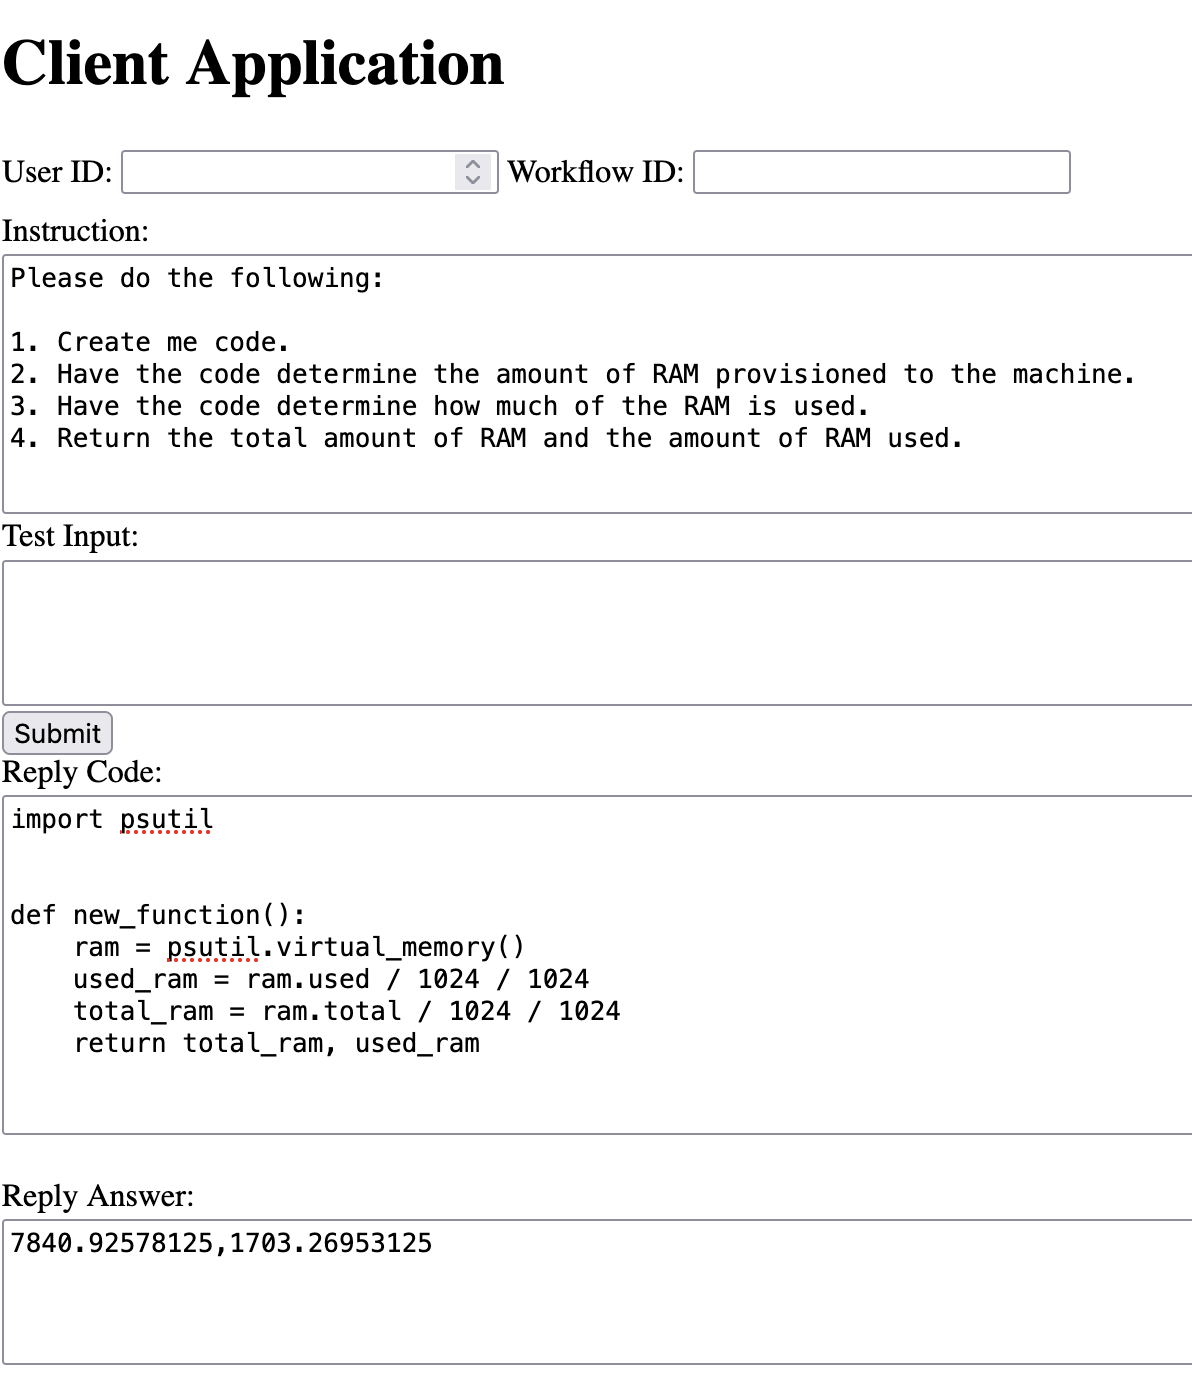 Client Application
User ID: Workflow ID:
Instruction:
Please do the following:
1. Create me code.
2. Have the code determine the amount of RAM provisioned to the machine.
3. Have the code determine how much of the RAM is used.
4. Return the total amount of RAM and the amount of RAM used.
Test Input:
Submit
Reply Code:
import psutil
def new_function():
    ram = psutil.virtual_memory()
    used_ram = ram.used / 1024 / 1024
    total_ram = ram.total / 1024 / 1024
    return total_ram, used_ram
Reply Answer:
7840.92578125,1703.26953125